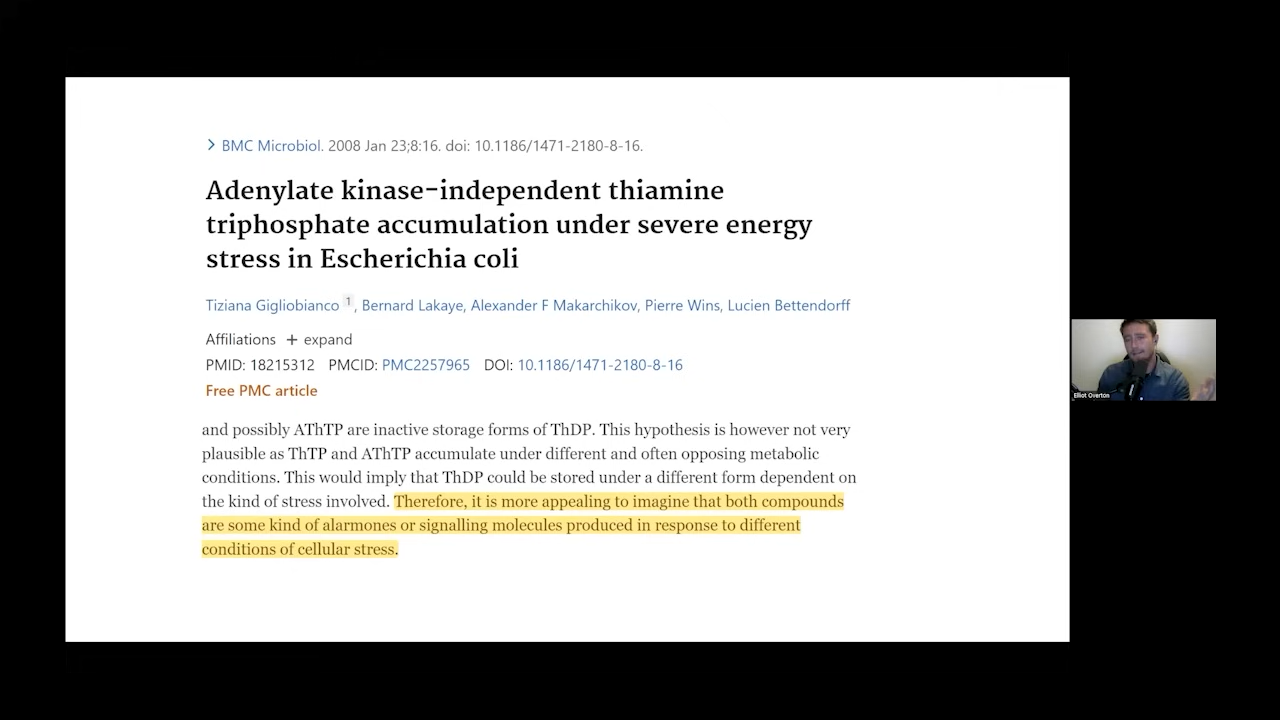 > BMC Microbiol. 2008 Jan 23;8:16. doi: 10.1186/1471-2180-8-16.
Adenylate kinase-independent thiamine
triphosphate accumulation under severe energy
stress in Escherichia coli
Tiziana Gigliobianco 1, Bernard Lakaye, Alexander F Makarchikov, Pierre Wins, Lucien Bettendorff
Affiliations + expand
PMID: 18215312 PMCID: PMC2257965 DOI: 10.1186/1471-2180-8-16
Free PMC article
and possibly AThTP are inactive storage forms of ThDP. This hypothesis is however not very
plausible as ThTP and AThTP accumulate under different and often opposing metabolic
conditions. This would imply that ThDP could be stored under a different form dependent on
the kind of stress involved. Therefore, it is more appealing to imagine that both compounds
are some kind of alarmones or signalling molecules produced in response to different
conditions of cellular stress.
Elliot Overton